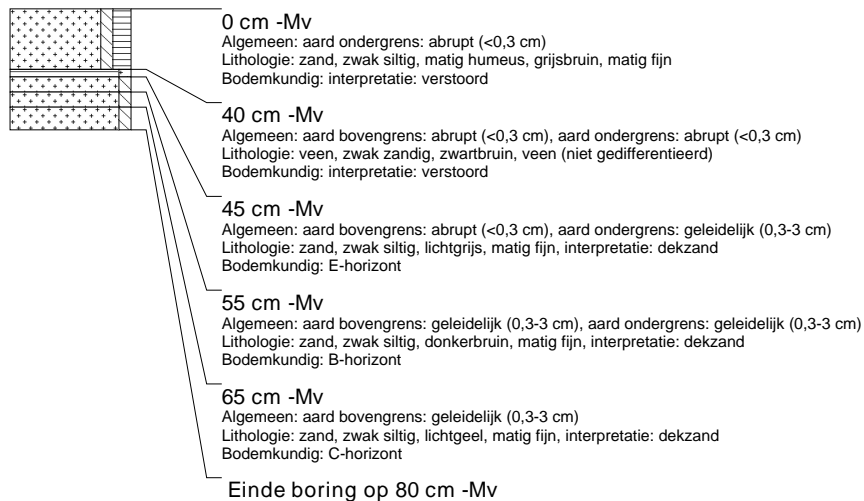 0 cm -Mv
Algemeen: aard ondergrens: abrupt (<0,3 cm)
Lithologie: zand, zwak siltig, matig humeus, grijsbruin, matig fijn
Bodemkundig: interpretatie: verstoord
40 cm -Mv
Algemeen: aard bovengrens: abrupt (<0,3 cm), aard ondergrens: abrupt (<0,3 cm)
Lithologie: veen, zwak zandig, zwartbruin, veen (niet gedifferentieerd)
Bodemkundig: interpretatie: verstoord
45 cm -Mv
Algemeen: aard bovengrens: abrupt (<0,3 cm), aard ondergrens: geleidelijk (0,3-3 cm)
Lithologie: zand, zwak siltig, lichtgrijs, matig fijn, interpretatie: dekzand
Bodemkundig: E-horizont
55 cm -Mv
Algemeen: aard bovengrens: geleidelijk (0,3-3 cm), aard ondergrens: geleidelijk (0,3-3 cm)
Lithologie: zand, zwak siltig, donkerbruin, matig fijn, interpretatie: dekzand
Bodemkundig: B-horizont
65 cm -Mv
Algemeen: aard bovengrens: geleidelijk (0,3-3 cm)
Lithologie: zand, zwak siltig, lichtgeel, matig fijn, interpretatie: dekzand
Bodemkundig: C-horizont
Einde boring op 80 cm -Mv